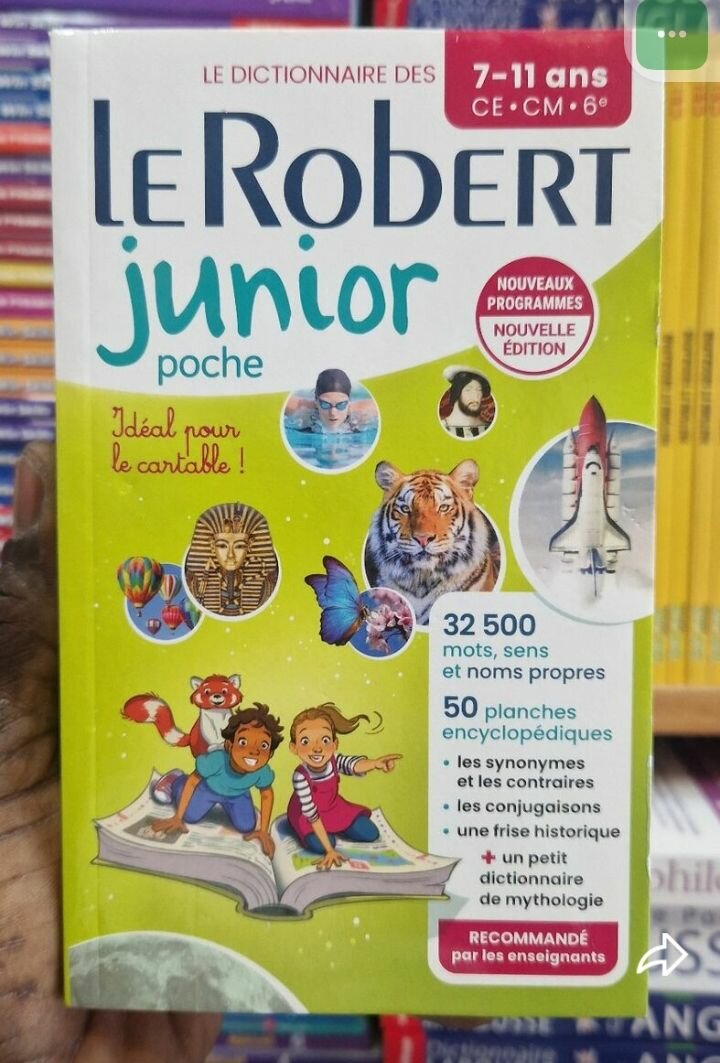 LE DICTIONNAIRE DES
7-11 ans
CE • CM • 6e
LE ROBERT
junior
poche
NOUVEAUX
PROGRAMMES
NOUVELLE
ÉDITION
Idéal pour
le cartable !
32 500
mots, sens
et noms propres
50 planches
encyclopédiques
• les synonymes
et les contraires
• les conjugaisons
• une frise historique
+ un petit
dictionnaire
de mythologie
RECOMMANDÉ
par les enseignants
Dictionnaire